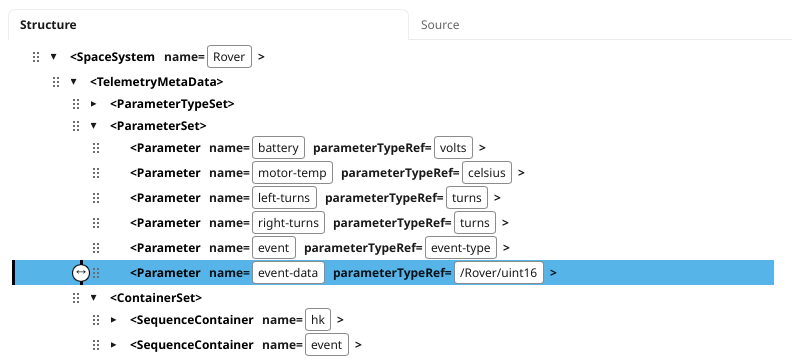 Structure Source
<SpaceSystem name= Rover >
<TelemetryMetaData>
<ParameterTypeSet>
<ParameterSet>
<Parameter name= battery parameterTypeRef= volts >
<Parameter name= motor-temp parameterTypeRef= celsius >
<Parameter name= left-turns parameterTypeRef= turns >
<Parameter name= right-turns parameterTypeRef= turns >
<Parameter name= event parameterTypeRef= event-type >
<Parameter name= event-data parameterTypeRef= /Rover/uint16 >
<ContainerSet>
<SequenceContainer name= hk >
<SequenceContainer name= event >